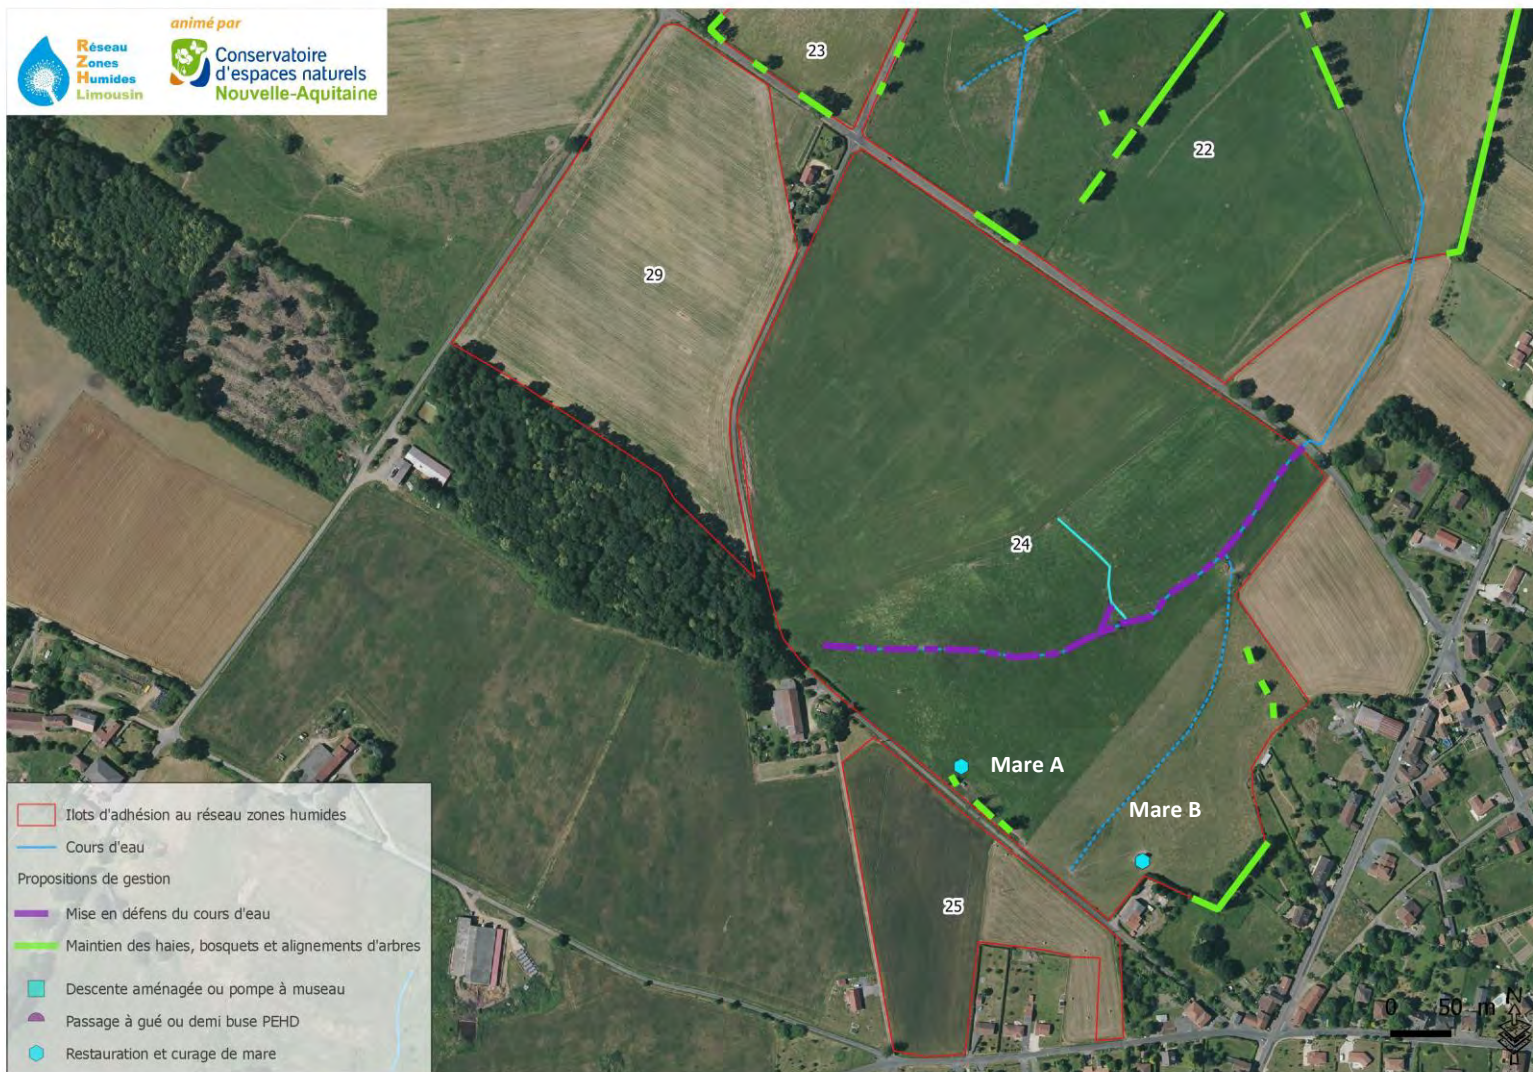 animé par
Réseau
Zones
Humides
Limousin
Conservatoire
d'espaces naturels
Nouvelle-Aquitaine
23
22
29
24
Mare A
Mare B
25
Ilots d'adhésion au réseau zones humides
Cours d'eau
Propositions de gestion
Mise en défens du cours d'eau
Maintien des haies, bosquets et alignements d'arbres
Descente aménagée ou pompe à museau
Passage à gué ou demi buse PEHD
Restauration et curage de mare
0 50 m
N